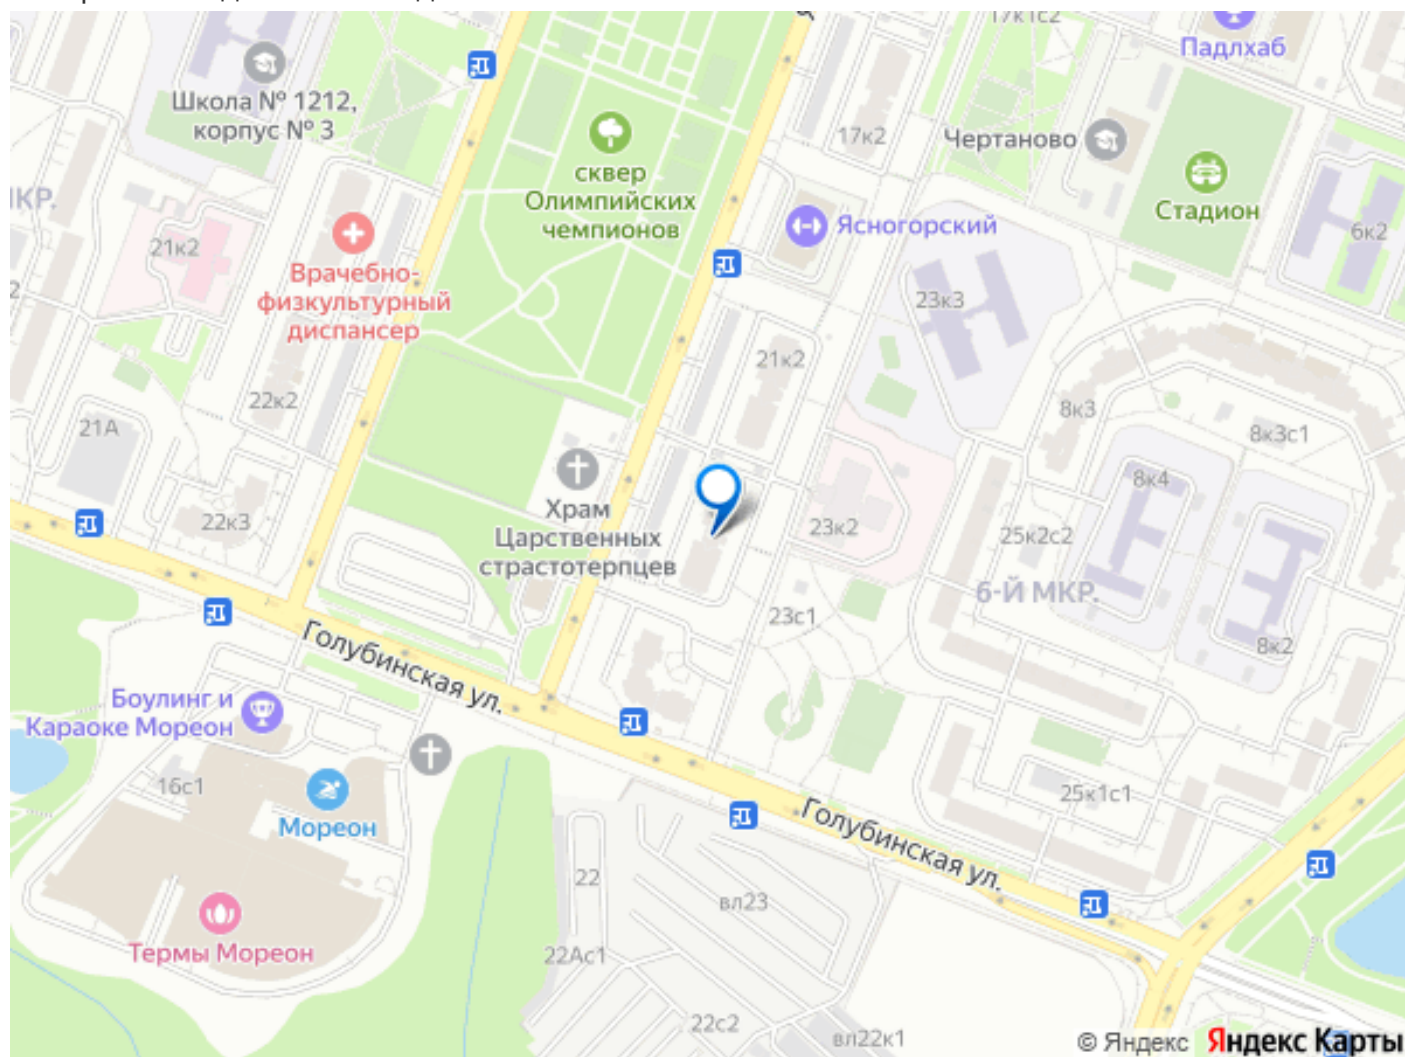 17к1с2
Падлхаб
Школа № 1212,
корпус № 3
17к2
Чертаново
сквер
Олимпийских
чемпионов
Стадион
МКР.
21к2
Ясногорский
6к2
Врачебно-
физкультурный
диспансер
2
23к3
21к2
22к2
8к3
21А
8к3с1
8к4
22к3
Храм
Царственных
страстотерпцев
23к2
25к2с2
6-Й МКР.
23с1
8к2
Голубинская ул.
Боулинг и
Караоке Мореон
16с1
Мореон
25к1с1
Голубинская ул.
22
вл23
Термы Мореон
22Ас1
22с2
вл22к1
© Яндекс Яндекс Карты